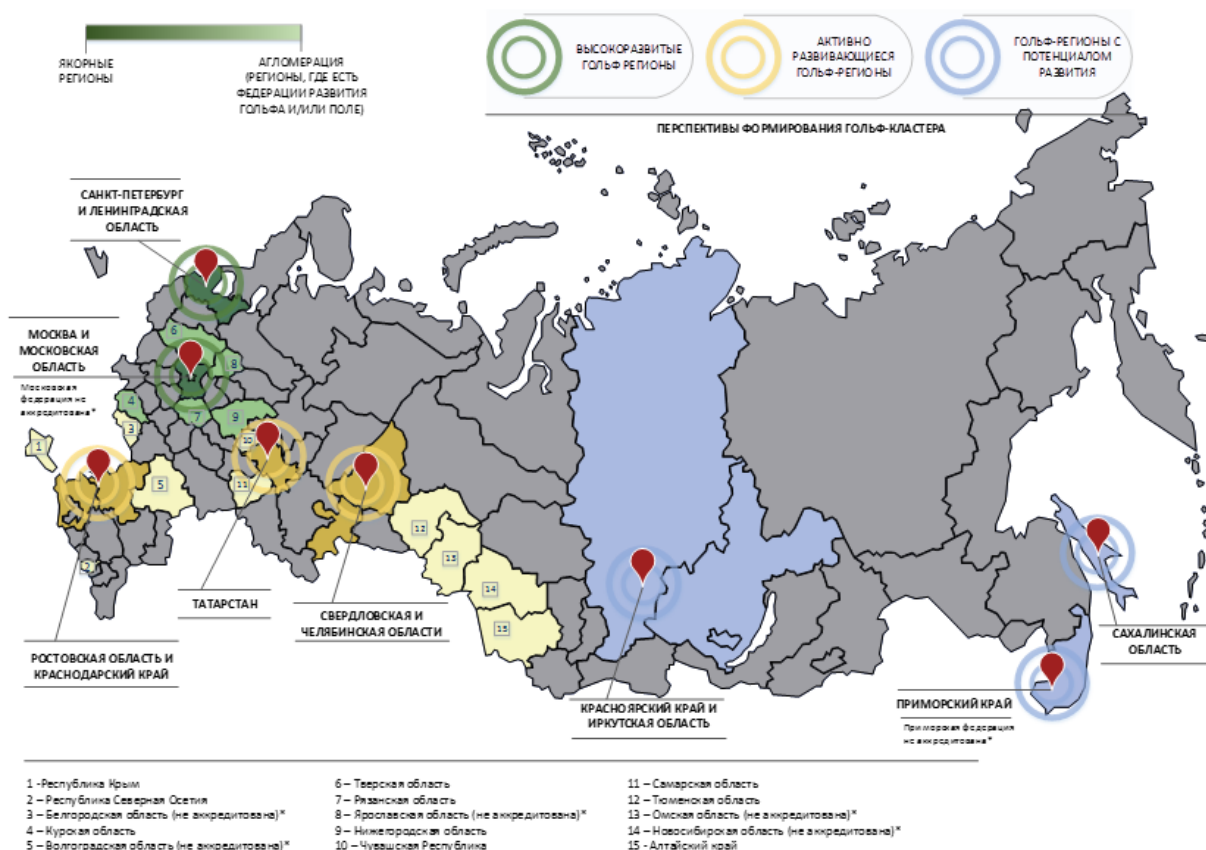 ЯКОРНЫЕ
РЕГИОНЫ
АГЛОМЕРАЦИЯ
(РЕГИОНЫ, ГДЕ ЕСТЬ
ФЕДЕРАЦИИ РАЗВИТИЯ
ГОЛЬФА И/ИЛИ ПОЛЕ)
ВЫСОКОРАЗВИТЫЕ
ГОЛЬФ РЕГИОНЫ
АКТИВНО
РАЗВИВАЮЩИЕСЯ
ГОЛЬФ-РЕГИОНЫ
ГОЛЬФ-РЕГИОНЫ С
ПОТЕНЦИАЛОМ
РАЗВИТИЯ
ПЕРСПЕКТИВЫ ФОРМИРОВАНИЯ ГОЛЬФ-КЛАСТЕРА
САНКТ-ПЕТЕРБУРГ
И ЛЕНИНГРАДСКАЯ
ОБЛАСТЬ
МОСКВА И
МОСКОВСКАЯ
ОБЛАСТЬ
Московская
федерация не
аккредитована*
6
8
4
3
7
9
10
1
5
11
2
12
13
14
15
ТАТАРСТАН
СВЕРДЛОВСКАЯ И
ЧЕЛЯБИНСКАЯ ОБЛАСТИ
РОСТОВСКАЯ ОБЛАСТЬ И
КРАСНОДАРСКИЙ КРАЙ
КРАСНОЯРСКИЙ КРАЙ И
ИРКУТСКАЯ ОБЛАСТЬ
САХАЛИНСКАЯ
ОБЛАСТЬ
ПРИМОРСКИЙ КРАЙ
Приморская федерация
не аккредитована*
1 -Республика Крым
2 – Республика Северная Осетия
3 – Белгородская область (не аккредитована)*
4 – Курская область
5 – Волгоградская область (не аккредитована)*
6 – Тверская область
7 – Рязанская область
8 – Ярославская область (не аккредитована)*
9 – Нижегородская область
10 – Чувашская Республика
11 – Самарская область
12 – Тюменская область
13 – Омская область (не аккредитована)*
14 – Новосибирская область (не аккредитована)*
15 - Алтайский край